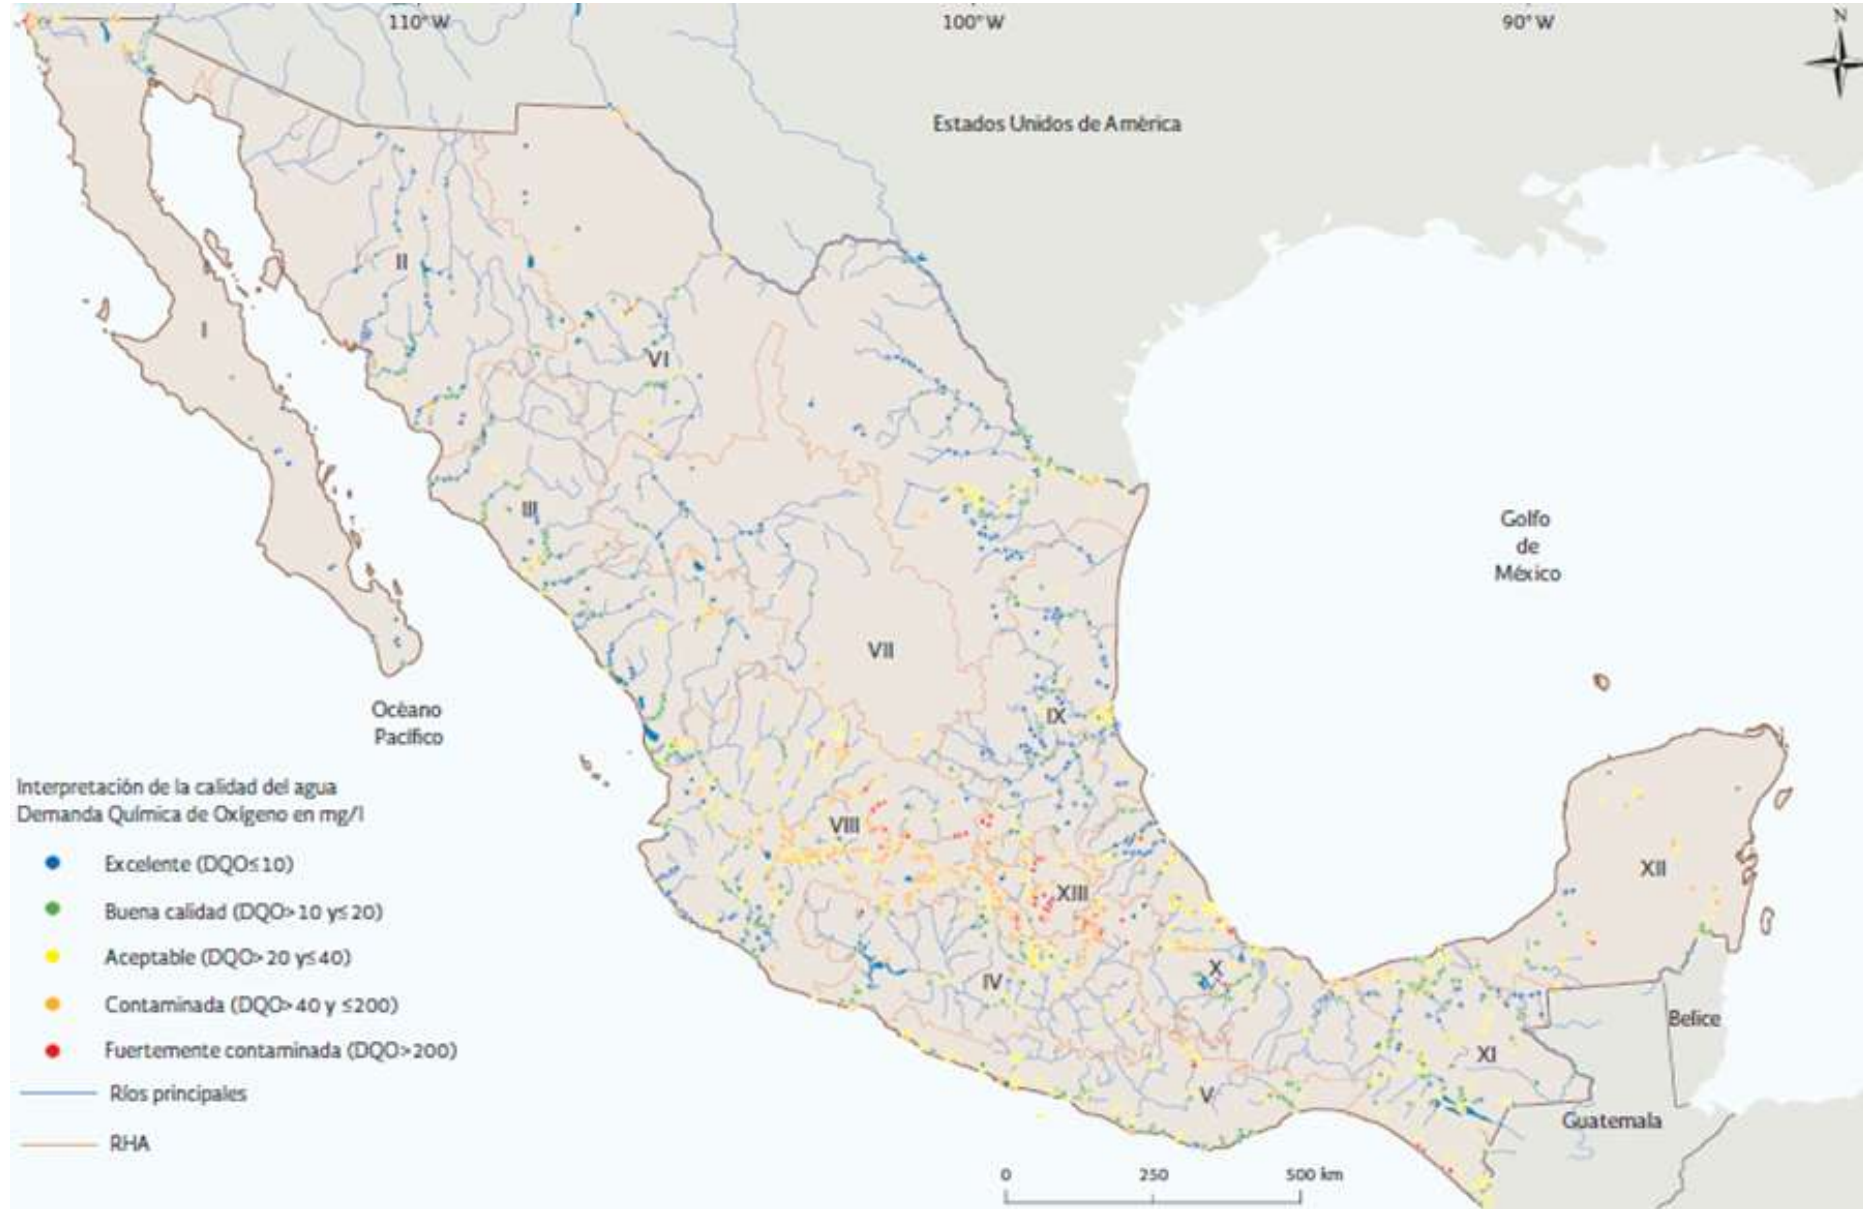 110° W
100° W
90° W
N
Estados Unidos de América
II
I
VI
III
Golfo
de
México
VII
Océano
Pacífico
IX
Interpretación de la calidad del agua
Demanda Química de Oxígeno en mg/l
VIII
Excelente (DQO≤10)
XII
XIII
Buena calidad (DQO>10 y≤20)
Aceptable (DQO>20 y≤40)
X
IV
Contaminada (DQO>40 y ≤200)
Belice
Fuertemente contaminada (DQO>200)
XI
Ríos principales
V
Guatemala
RHA
0 250 500 km